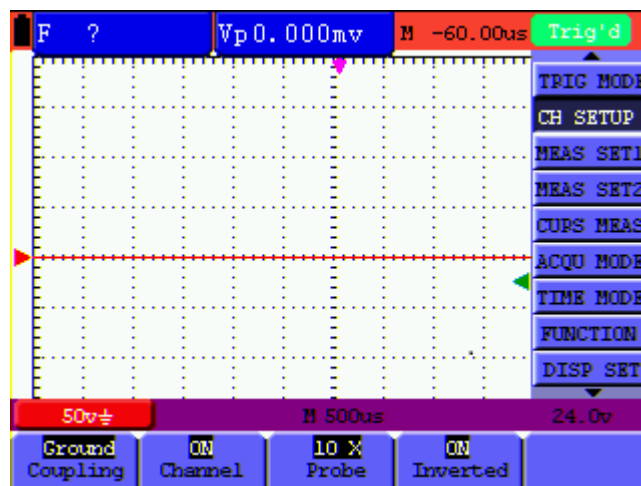 F ? Vp0.000mv M -60.00us Trig'd
TRIG MODE
CH SETUP
MEAS SET1
MEAS SET2
CURS MEAS
ACQU MODE
TIME MODE
FUNCTION
DISP SET
50v M 500us 24.0v
Ground ON 10 X ON
Coupling Channel Probe Inverted